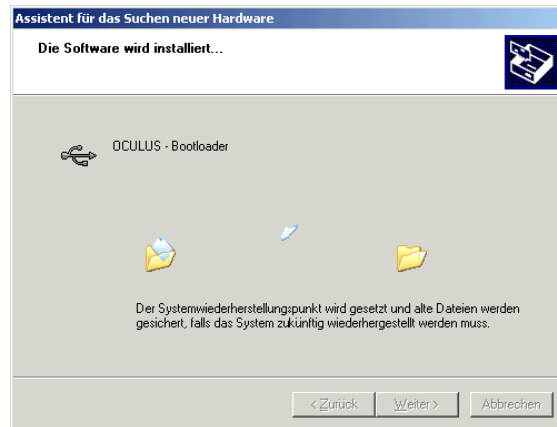 Assistent für das Suchen neuer Hardware
Die Software wird installiert...
OCULUS - Bootloader
Der Systemwiederherstellungspunkt wird gesetzt und alte Dateien werden
gesichert, falls das System zukünftig wiederhergestellt werden muss.
< Zurück
Weiter >
Abbrechen